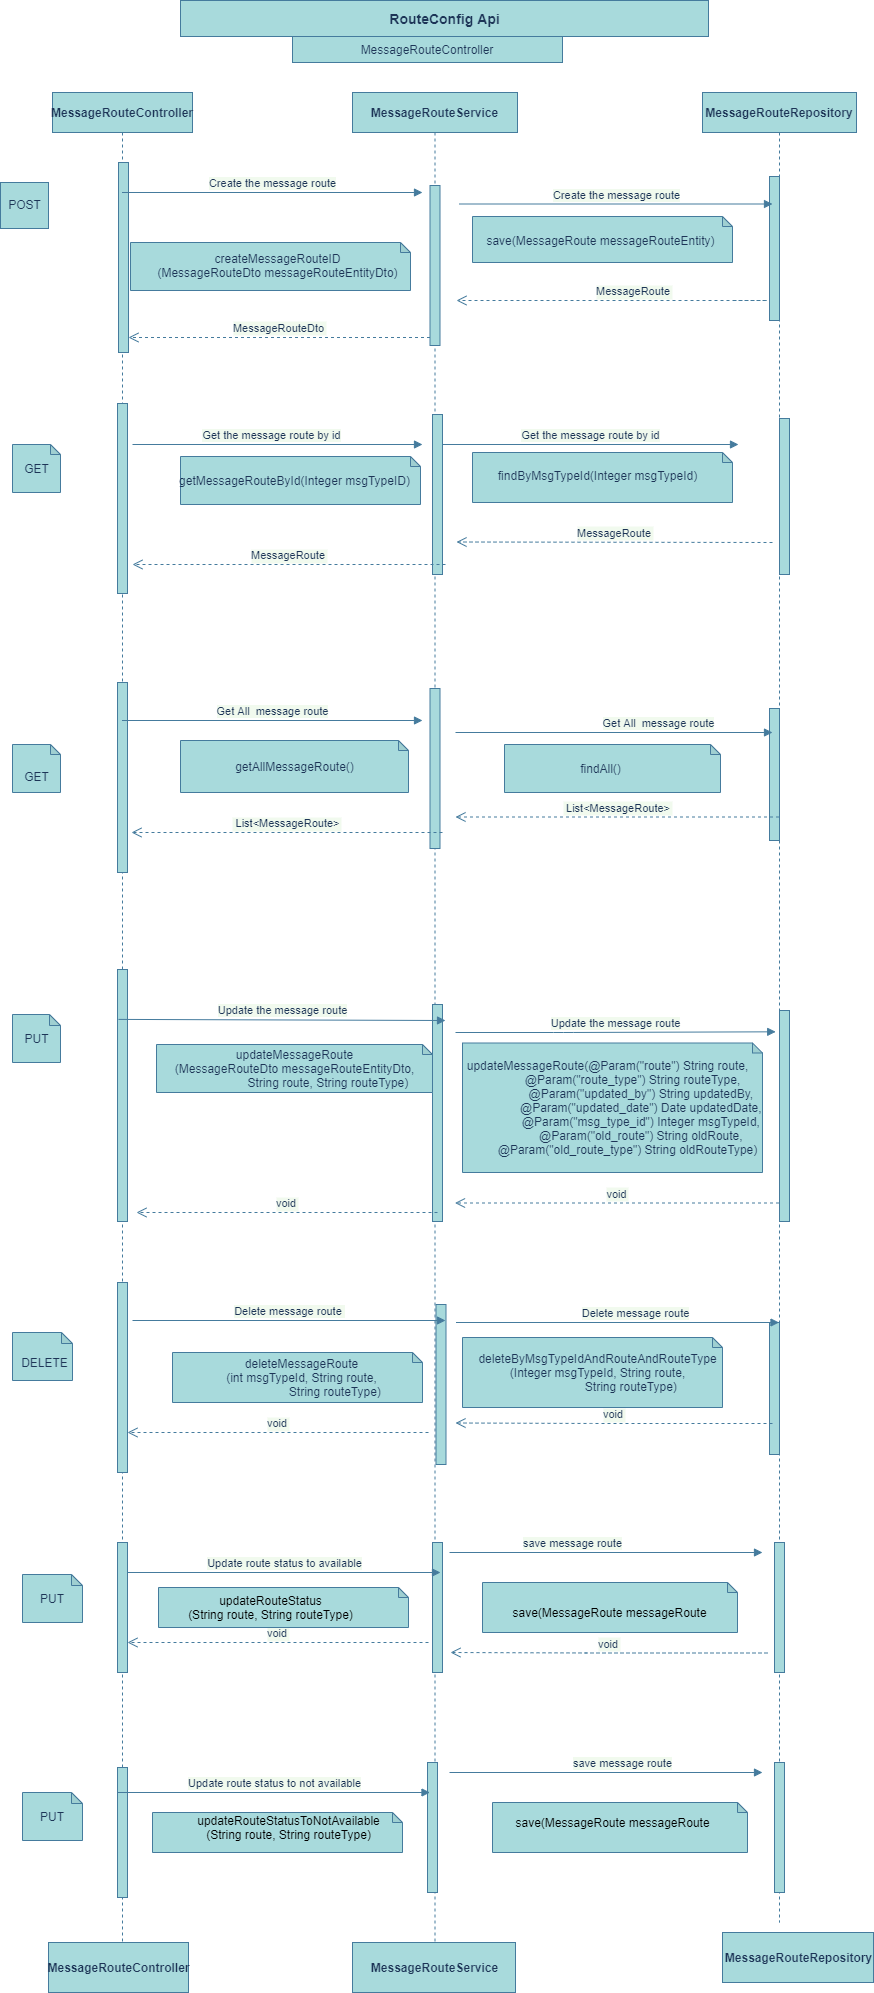 RouteConfig Api
MessageRouteController
MessageRouteController
MessageRouteService
MessageRouteRepository
POST
Create the message route
Create the message route
save(MessageRoute messageRouteEntity)
createMessageRouteID
(MessageRouteDto messageRouteEntityDto)
MessageRoute
MessageRouteDto
GET
Get the message route by id
Get the message route by id
getMessageRouteById(Integer msgTypeID)
findByMsgTypeId(Integer msgTypeId)
MessageRoute
MessageRoute
GET
Get All message route
Get All message route
getAllMessageRoute()
findAll()
List<MessageRoute>
List<MessageRoute>
PUT
Update the message route
Update the message route
updateMessageRoute
(MessageRouteDto messageRouteEntityDto,
String route, String routeType)
updateMessageRoute(@Param("route") String route,
@Param("route_type") String routeType,
@Param("updated_by") String updatedBy,
@Param("updated_date") Date updatedDate,
@Param("msg_type_id") Integer msgTypeId,
@Param("old_route") String oldRoute,
@Param("old_route_type") String oldRouteType)
void
void
DELETE
Delete message route
Delete message route
deleteMessageRoute
(int msgTypeId, String route,
String routeType)
deleteByMsgTypeIdAndRouteAndRouteType
(Integer msgTypeId, String route,
String routeType)
void
void
PUT
Update route status to available
save message route
updateRouteStatus
(String route, String routeType)
save(MessageRoute messageRoute
void
void
PUT
Update route status to not available
save message route
updateRouteStatusToNotAvailable
(String route, String routeType)
save(MessageRoute messageRoute
MessageRouteController
MessageRouteService
MessageRouteRepository